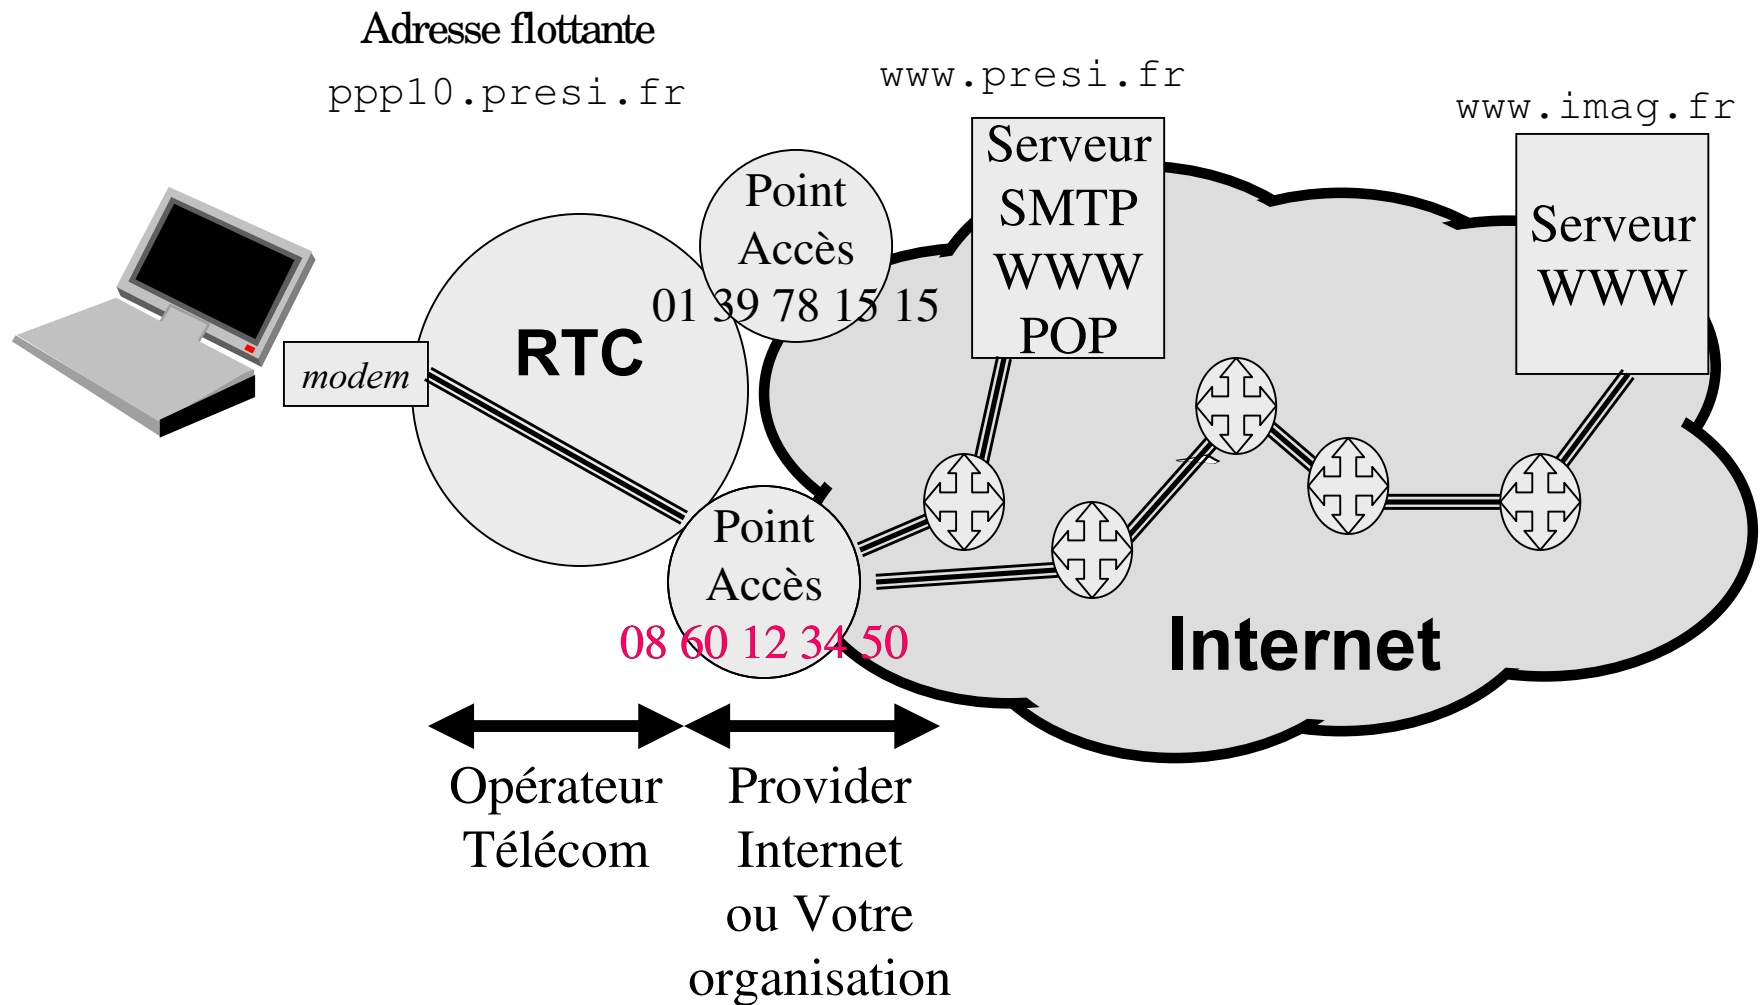 Adresse flottante
ppp10.presi.fr
www.presi.fr
www.imag.fr
Serveur
SMTP
WWW
POP
Serveur
WWW
Point
Accès
01 39 78 15 15
RTC
modem
Point
Accès
08 60 12 34 50
Internet
Opérateur
Télécom
Provider
Internet
ou Votre
organisation